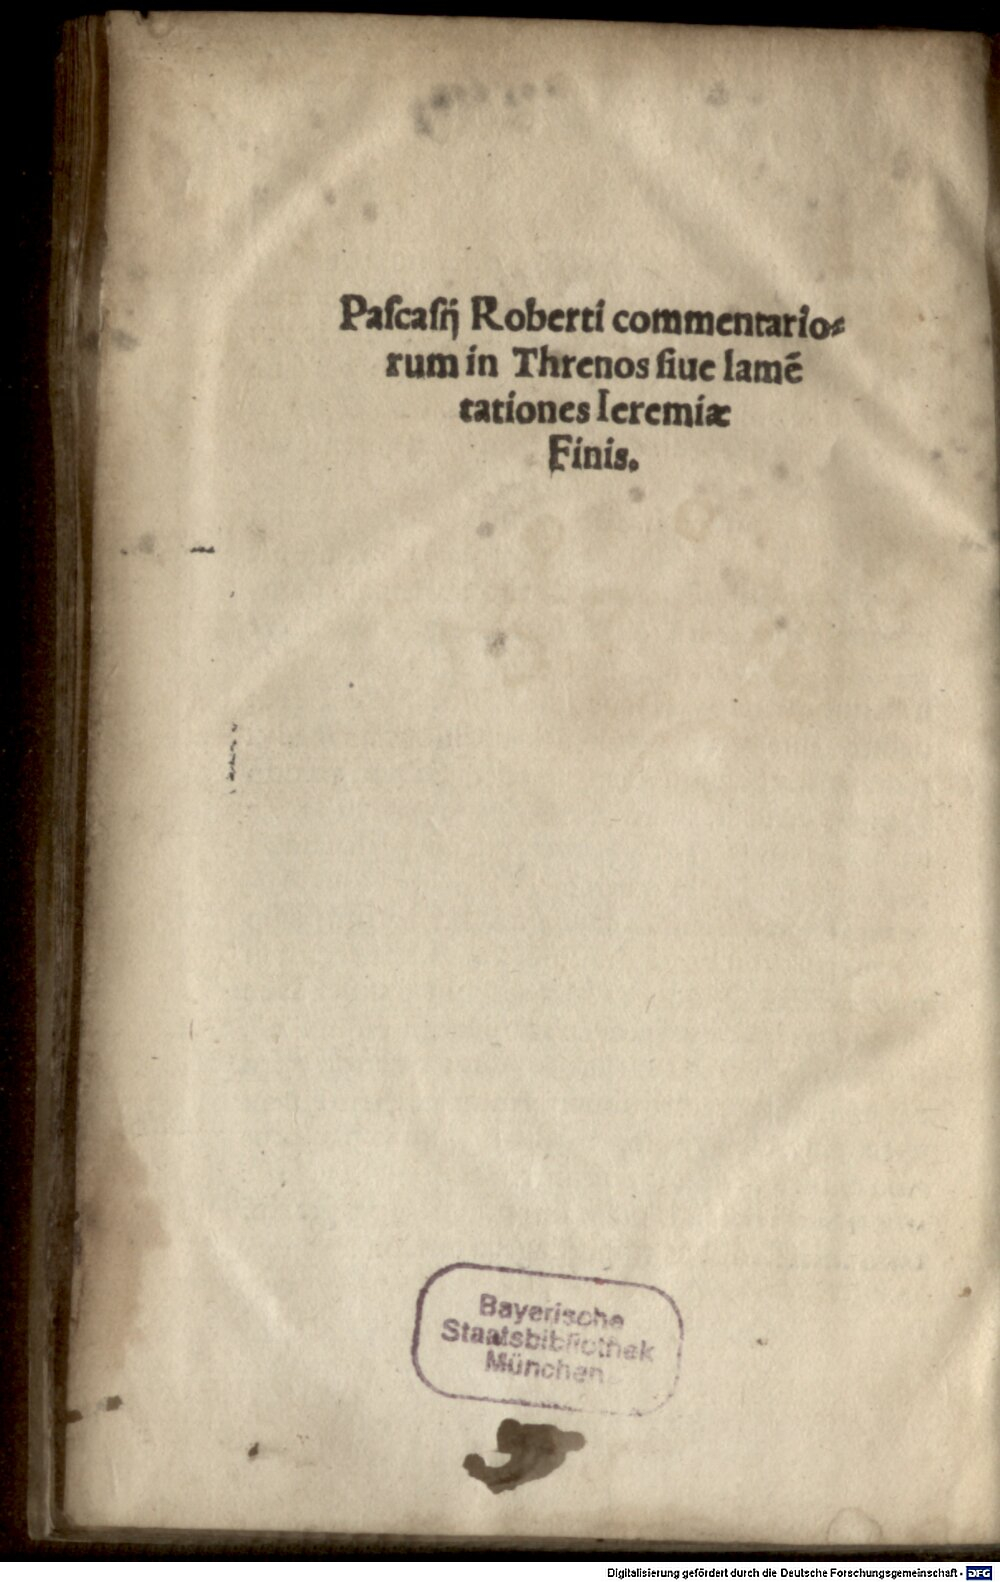 Paſcaſij Roberti commentario⸗
rum in Threnos ſiue lamē
tationes Ieremiæ
Finis.
Bayerische
Staatsbibliothek
München
Digitalisierung gefördert durch die Deutsche Forschungsgemeinschaft - DFG